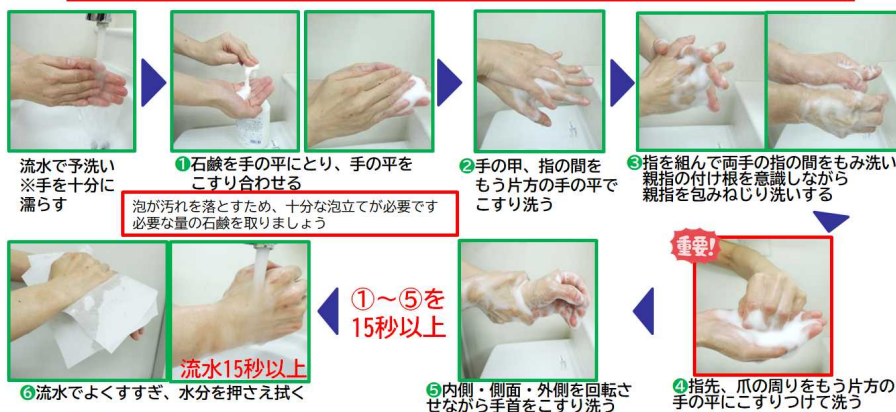 流水で予洗い
※手を十分に
濡らす
❶石鹸を手の平にとり、手の平を
こすり合わせる
泡が汚れを落とすため、十分な泡立てが必要です
必要な量の石鹸を取りましょう
❷手の甲、指の間を
もう片方の手の平で
こすり洗う
❸指を組んで両手の指の間をもみ洗い
親指の付け根を意識しながら
親指を包みねじり洗いする
重要!
❹指先、爪の周りをもう片方の
手の平にこすりつけて洗う
❺内側・側面・外側を回転さ
せながら手首をこすり洗う
①～⑤を
15秒以上
流水15秒以上
❻流水でよくすすぎ、水分を押さえ拭く